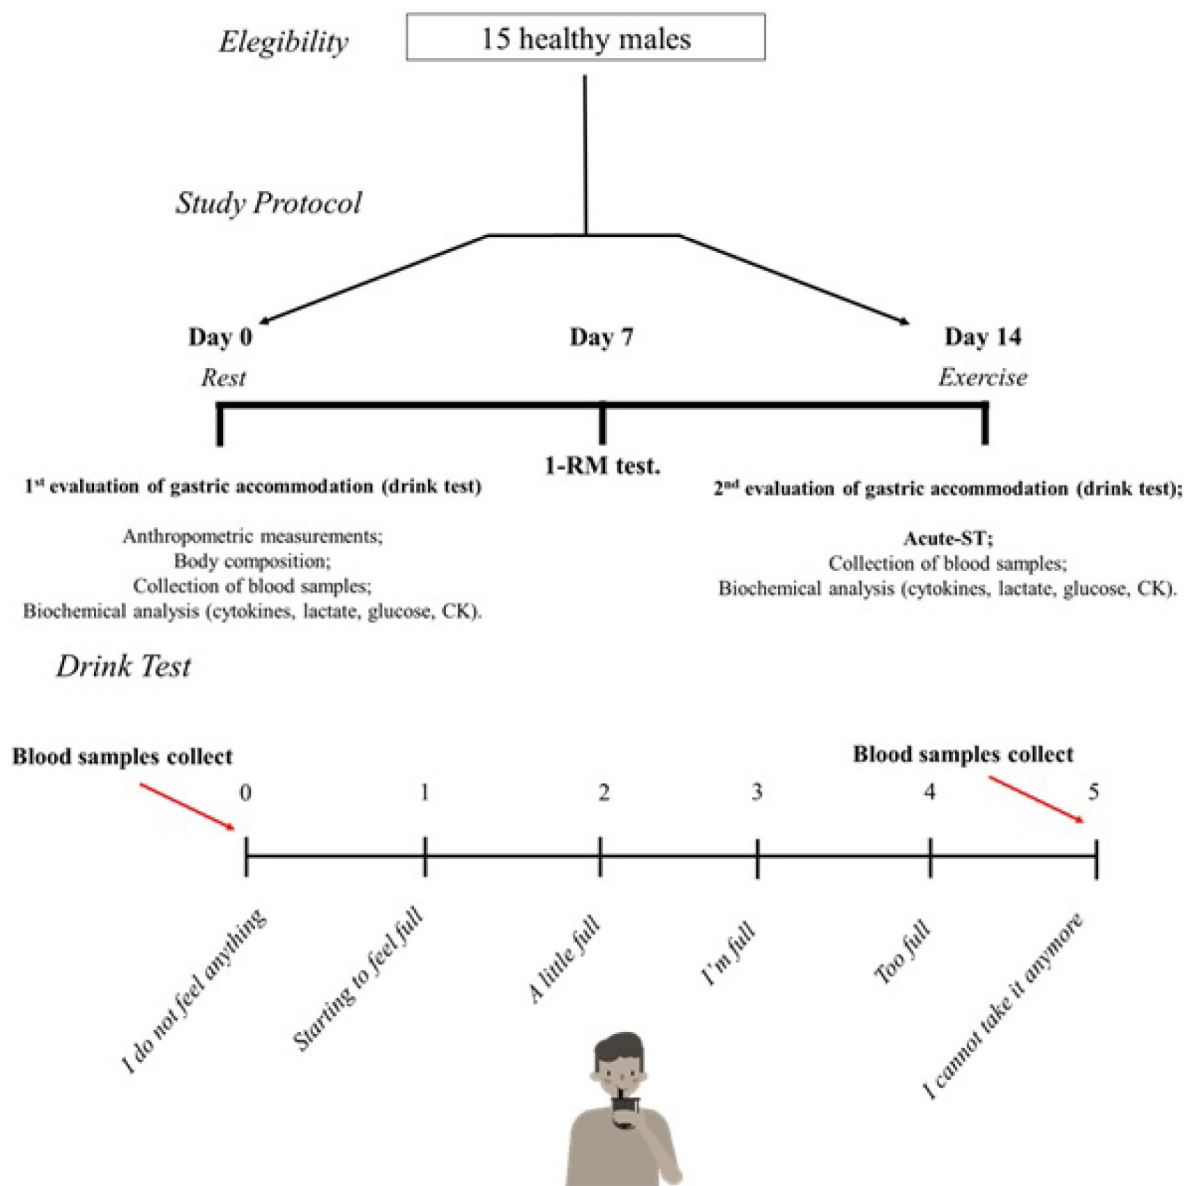 Elegibility
15 healthy males
Study Protocol
Day 0
Day 7
Day 14
Rest
Exercise
1-RM test.
1st evaluation of gastric accommodation (drink test)
2nd evaluation of gastric accommodation (drink test);
Anthropometric measurements;
Body composition;
Collection of blood samples;
Biochemical analysis (cytokines, lactate, glucose, CK).
Acute-ST;
Collection of blood samples;
Biochemical analysis (cytokines, lactate, glucose, CK).
Drink Test
Blood samples collect
Blood samples collect
0
1
2
3
4
5
I do not feel anything
Starting to feel full
A little full
I´m full
Too full
I cannot take it anymore